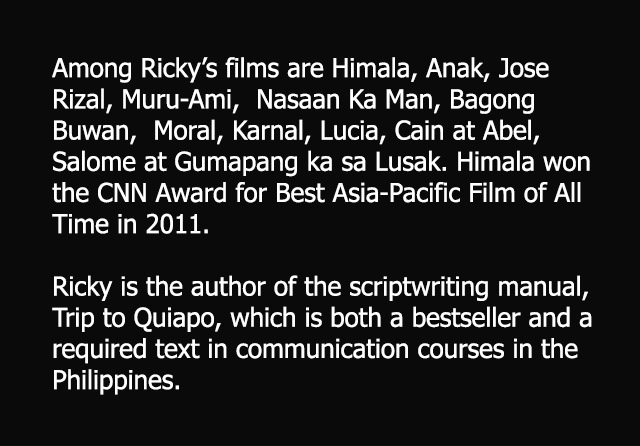 Among Ricky’s films are Himala, Anak, Jose
Rizal, Muru-Ami,  Nasaan Ka Man, Bagong
Buwan,  Moral, Karnal, Lucia, Cain at Abel,
Salome at Gumapang ka sa Lusak. Himala won
the CNN Award for Best Asia-Pacific Film of All
Time in 2011.

Ricky is the author of the scriptwriting manual,
Trip to Quiapo, which is both a bestseller and a
required text in communication courses in the
Philippines.